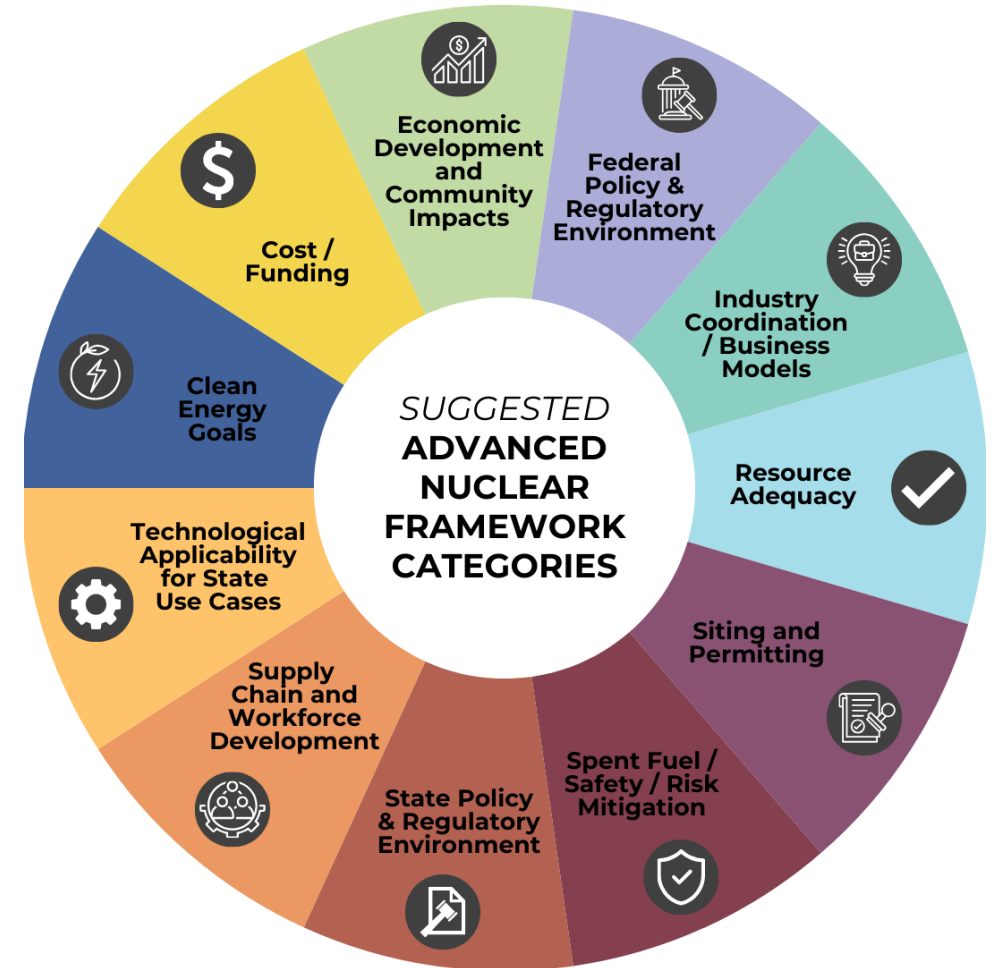 SUGGESTED
ADVANCED
NUCLEAR
FRAMEWORK
CATEGORIES
Economic
Development
and
Community
Impacts
Federal
Policy &
Regulatory
Environment
Industry
Coordination
/ Business
Models
Resource
Adequacy
Siting and
Permitting
Spent Fuel /
Safety / Risk
Mitigation
State Policy
& Regulatory
Environment
Supply
Chain and
Workforce
Development
Technological
Applicability
for State
Use Cases
Clean
Energy
Goals
Cost /
Funding
$
$